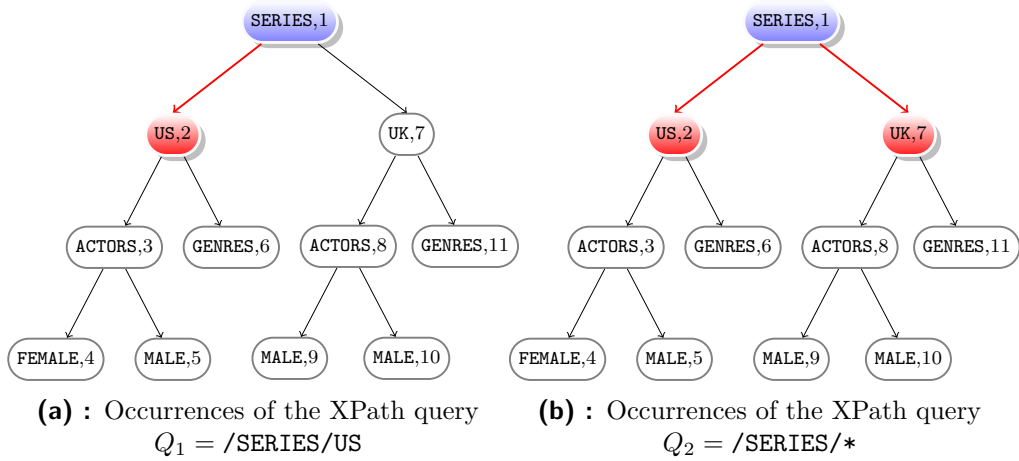 SERIES,1
US,2
UK,7
ACTORS,3
GENRES,6
ACTORS,8
GENRES,11
FEMALE,4
MALE,5
MALE,9
MALE,10
(a) : Occurrences of the XPath query
Q1 = /SERIES/US
SERIES,1
US,2
UK,7
ACTORS,3
GENRES,6
ACTORS,8
GENRES,11
FEMALE,4
MALE,5
MALE,9
MALE,10
(b) : Occurrences of the XPath query
Q2 = /SERIES/*